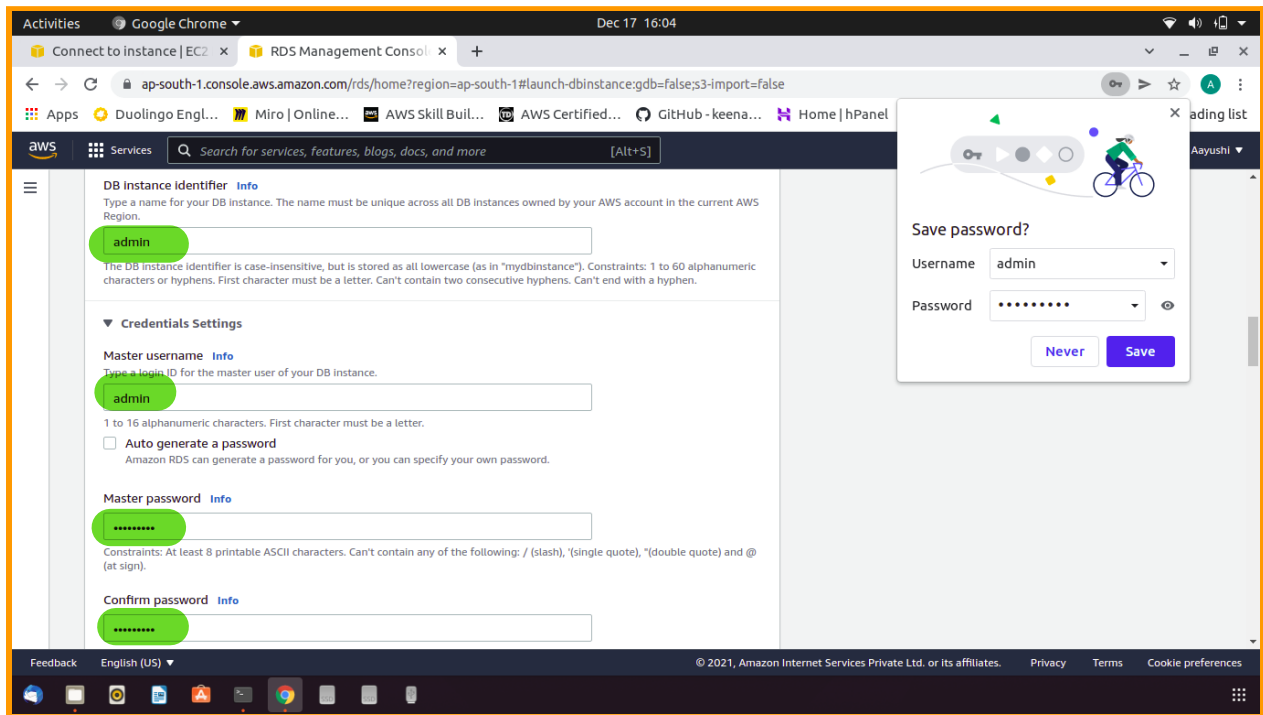 Activities Google Chrome Dec 17 16:04
Connect to instance | EC2 RDS Management Consol
ap-south-1.console.aws.amazon.com/rds/home?region=ap-south-1#launch-dbinstance:gdb=false;s3-import=false A
Apps Duolingo Engl... Miro | Online... AWS Skill Buil... AWS Certified... GitHub - keena... Home | hPanel ading list
aws Services Search for services, features, blogs, docs, and more [Alt+S] Aayushi
DB instance identifier Info
Type a name for your DB instance. The name must be unique across all DB instances owned by your AWS account in the current AWS
Region.
admin
The DB instance identifier is case-insensitive, but is stored as all lowercase (as in "mydbinstance"). Constraints: 1 to 60 alphanumeric
characters or hyphens. First character must be a letter. Can't contain two consecutive hyphens. Can't end with a hyphen.
Credentials Settings
Master username Info
Type a login ID for the master user of your DB instance.
admin
1 to 16 alphanumeric characters. First character must be a letter.
Auto generate a password
Amazon RDS can generate a password for you, or you can specify your own password.
Master password Info
•••••••••
Constraints: At least 8 printable ASCII characters. Can't contain any of the following: / (slash), '(single quote), "(double quote) and @
(at sign).
Confirm password Info
•••••••••
Save password?
Username admin
Password •••••••••
Never Save
Feedback English (US) © 2021, Amazon Internet Services Private Ltd. or its affiliates. Privacy Terms Cookie preferences